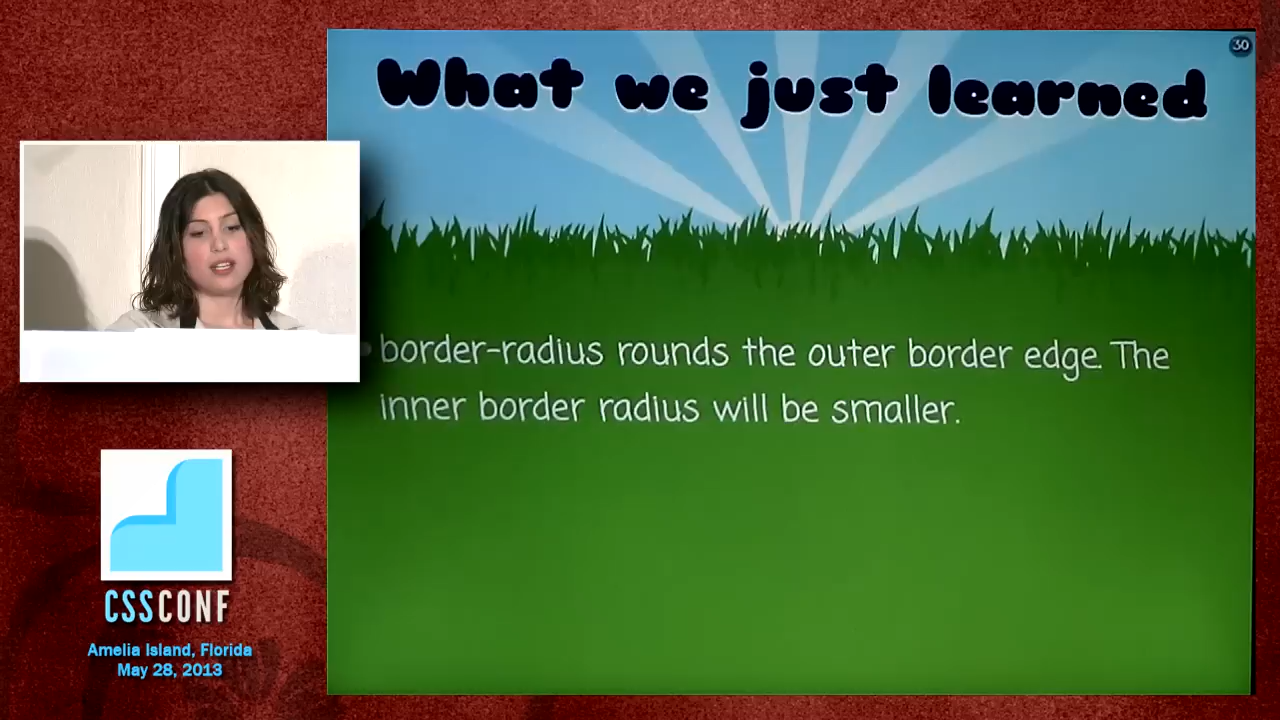 30
What we just learned
border-radius rounds the outer border edge. The
inner border radius will be smaller.
CSSCONF
Amelia Island, Florida
May 28, 2013